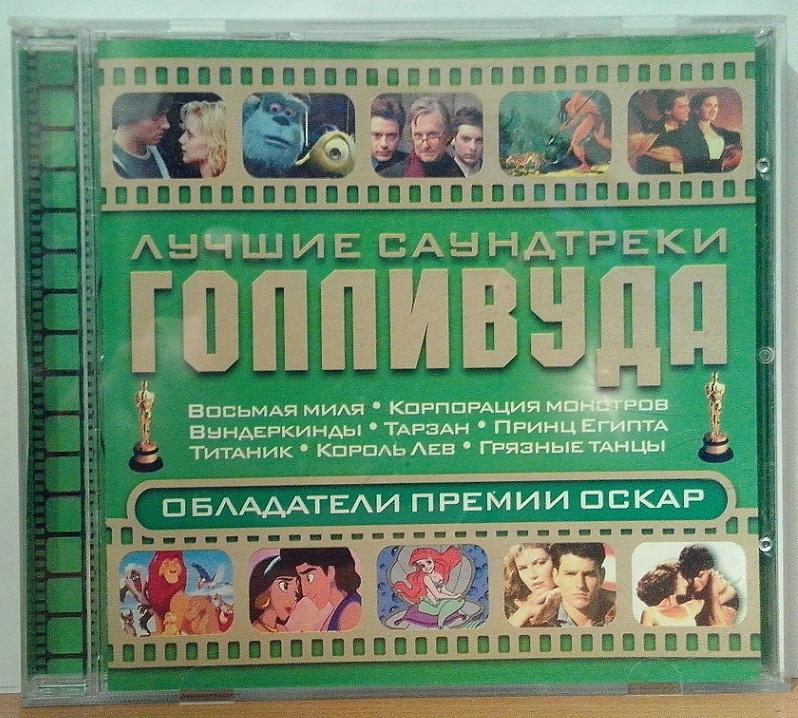 ЛУЧШИЕ САУНДТРЕКИ
ГОЛЛИВУДА
ВОСЬМАЯ МИЛЯ • КОРПОРАЦИЯ МОНСТРОВ
ВУНДЕРКИНДЫ • ТАРЗАН • ПРИНЦ ЕГИПТА
ТИТАНИК • КОРОЛЬ ЛЕВ • ГРЯЗНЫЕ ТАНЦЫ
ОБЛАДАТЕЛИ ПРЕМИИ ОСКАР